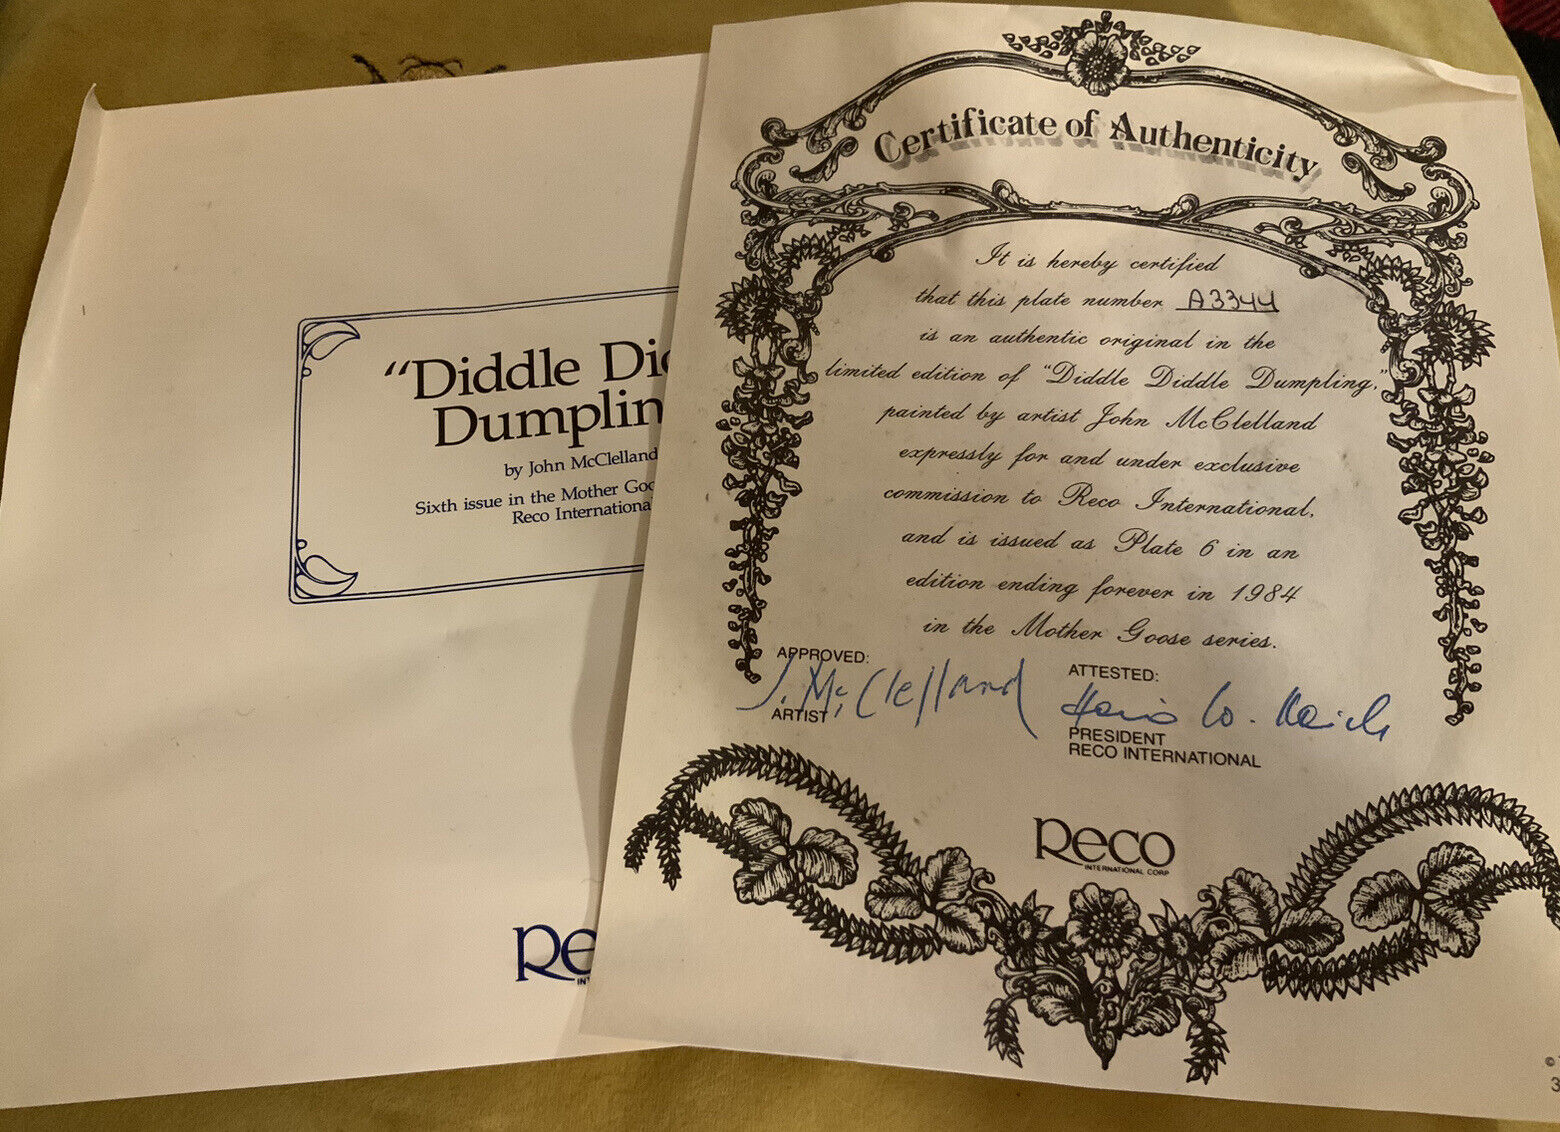 "Diddle Di
Dumplin
by John McClelland
Sixth issue in the Mother Goo
Reco Internationa
Re
IN
Certificate of Authenticity
It is hereby certified
that this plate number A3344
is an authentic original in the
limited edition of "Diddle Diddle Dumpling,"
painted by artist John McClelland
expressly for and under exclusive
commission to Reco International,
and is issued as Plate 6 in an
edition ending forever in 1984
in the Mother Goose series.
APPROVED:
J. McClelland
ARTIST
ATTESTED:
PRESIDENT
RECO INTERNATIONAL
Reco
INTERNATIONAL CORP
©
3